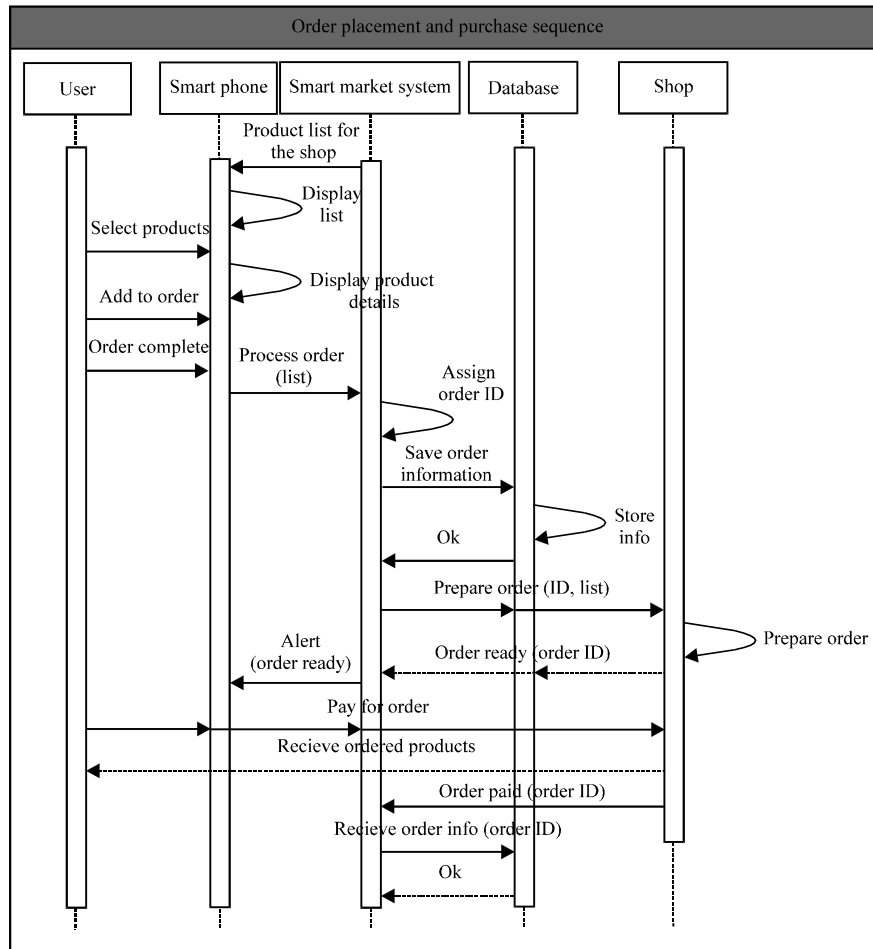 Order placement and purchase sequence
User
Smart phone
Smart market system
Database
Shop
Product list for
the shop
Display
list
Select products
Display product
details
Add to order
Order complete
Process order
(list)
Assign
order ID
Save order
information
Store
info
Ok
Prepare order (ID, list)
Prepare order
Alert
(order ready)
Order ready (order ID)
Pay for order
Recieve ordered products
Order paid (order ID)
Recieve order info (order ID)
Ok